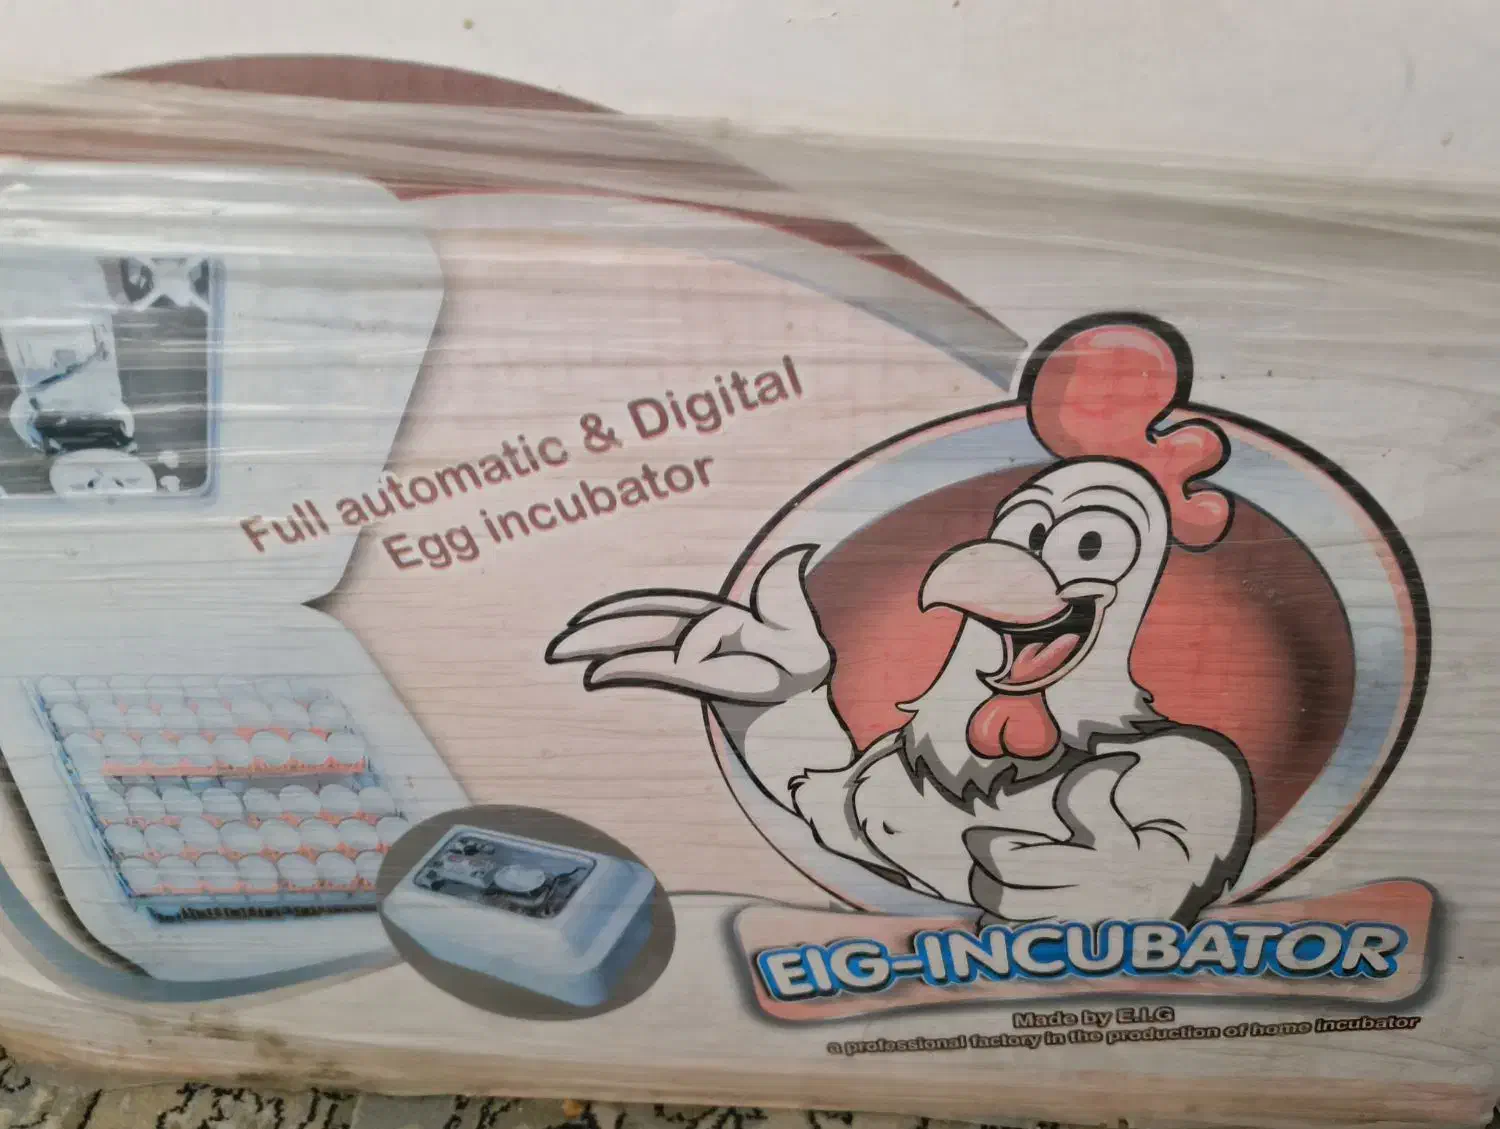 Full automatic & Digital
Egg incubator
EIG-INCUBATOR
Made by E.I.G
a professional factory in the production of home incubator